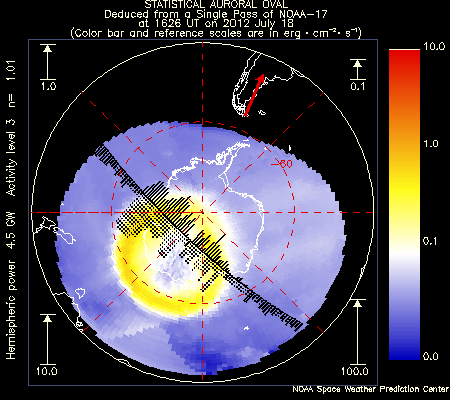 STATISTICAL AURORAL OVAL
Deduced from a Single Pass of NOAA-17
at 1626 UT on 2012 July 18
(Color bar and reference scales are in erg·cm⁻²·s⁻¹)
Hemispheric power 4.5 GW Activity level 3 n= 1.01
1.0
0.1
-60
10.0
100.0
10.0
1.0
0.1
0.0
NOAA Space Weather Prediction Center